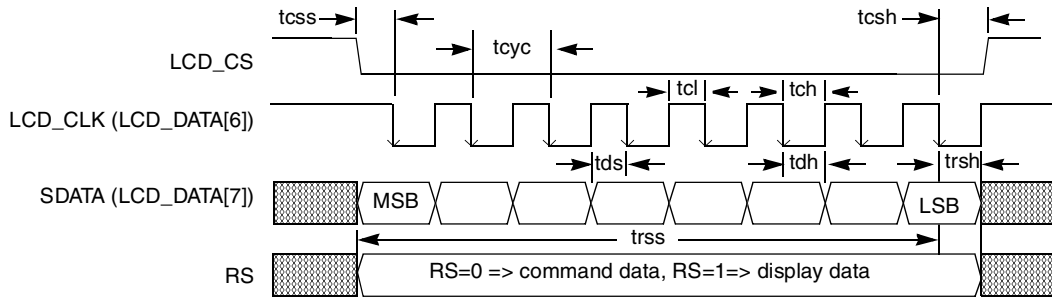 tcss
tcsh
tcyc
LCD_CS
tcl
tch
LCD_CLK (LCD_DATA[6])
tds
tdh
trsh
SDATA (LCD_DATA[7])
MSB
LSB
trss
RS
RS=0 => command data, RS=1=> display data